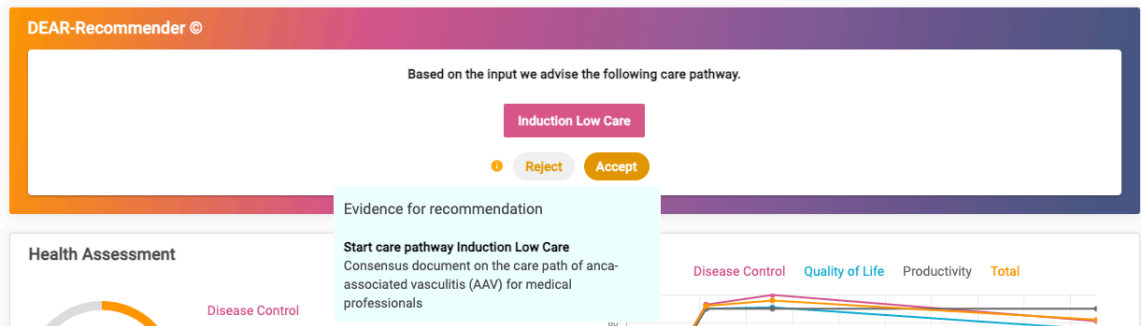 DEAR-Recommender ©
Based on the input we advise the following care pathway.
Induction Low Care
Reject Accept
Evidence for recommendation
Start care pathway Induction Low Care
Consensus document on the care path of anca-
associated vasculitis (AAV) for medical
professionals
Health Assessment
Disease Control
Disease Control Quality of Life Productivity Total
80